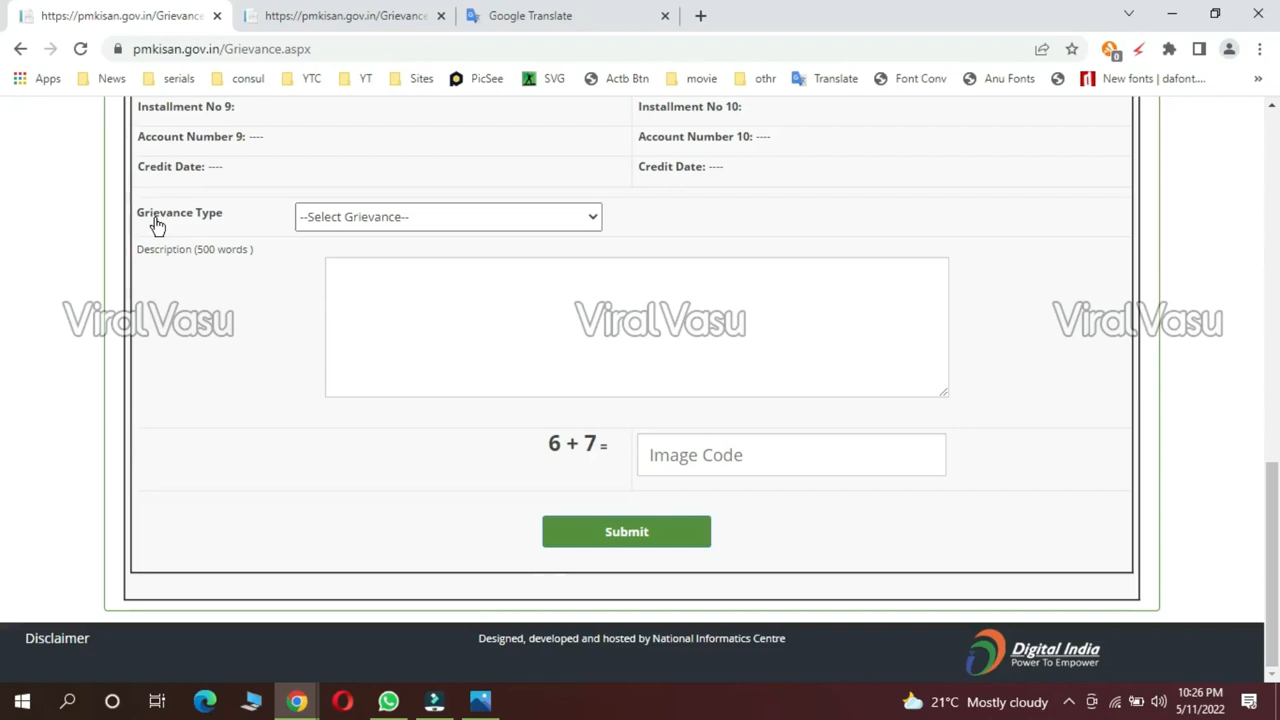 https://pmkisan.gov.in/Grievance
https://pmkisan.gov.in/Grievance
Google Translate
pmkisan.gov.in/Grievance.aspx
0
Apps News serials consul YTC YT Sites PicSee SVG Actb Btn movie othr Translate Font Conv Anu Fonts New fonts | dafont.... »
Installment No 9: Installment No 10:
Account Number 9: ---- Account Number 10: ----
Credit Date: ---- Credit Date: ----
Grievance Type --Select Grievance--
Description (500 words )
ViralVasu ViralVasu ViralVasu
6 + 7 = Image Code
Submit
Disclaimer
Designed, developed and hosted by National Informatics Centre
Digital India
Power To Empower
21°C Mostly cloudy
10:26 PM
5/11/2022